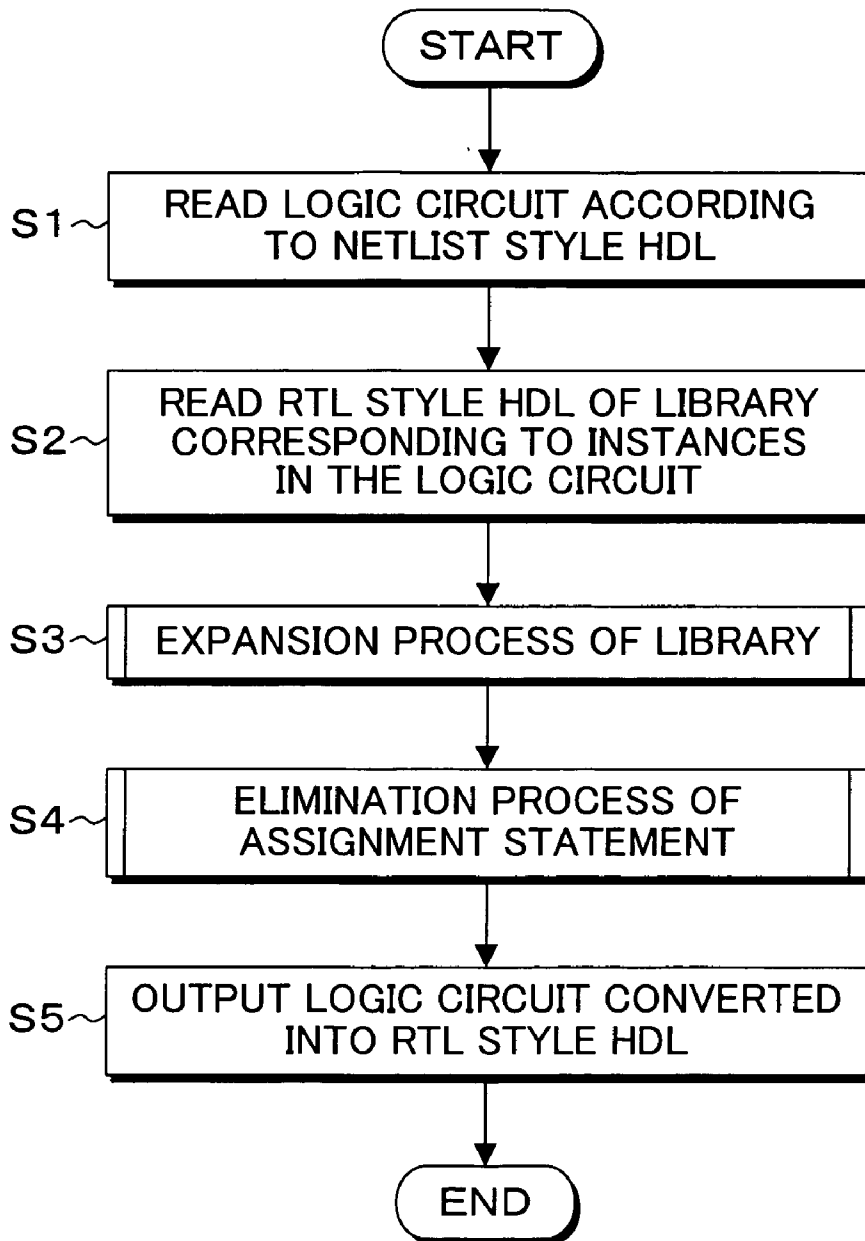 START
S1
READ LOGIC CIRCUIT ACCORDING
TO NETLIST STYLE HDL
S2
READ RTL STYLE HDL OF LIBRARY
CORRESPONDING TO INSTANCES
IN THE LOGIC CIRCUIT
S3
EXPANSION PROCESS OF LIBRARY
S4
ELIMINATION PROCESS OF
ASSIGNMENT STATEMENT
S5
OUTPUT LOGIC CIRCUIT CONVERTED
INTO RTL STYLE HDL
END